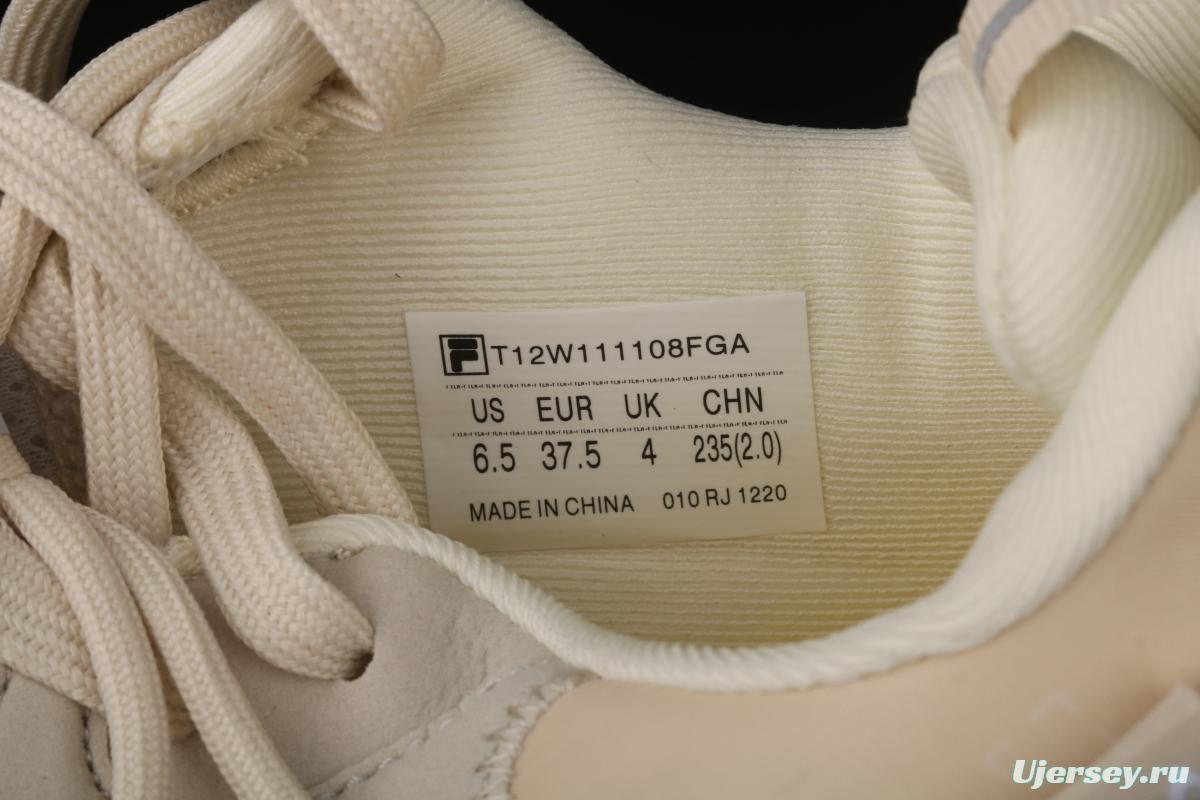 F T12W111108FGA
US EUR UK CHN
6.5 37.5 4 235(2.0)
MADE IN CHINA 010 RJ 1220
Ujersey.ru